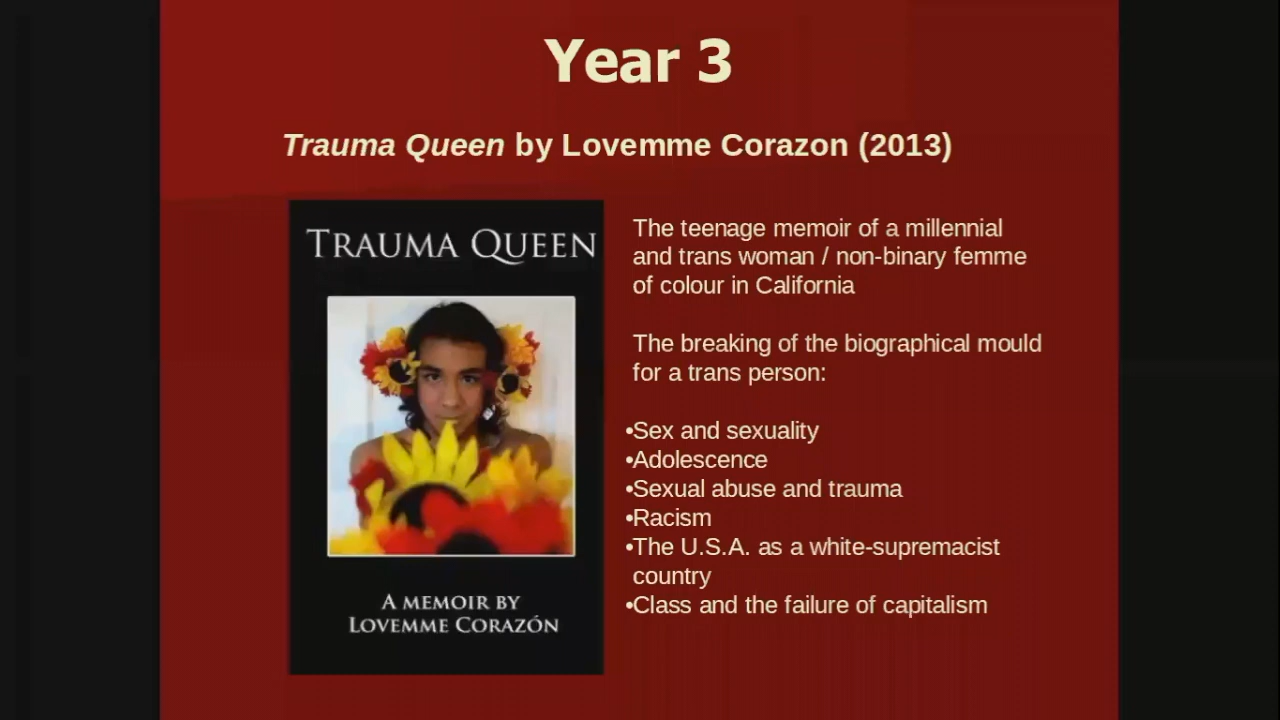 Year 3
Trauma Queen by Lovemme Corazon (2013)
TRAUMA QUEEN
A MEMOIR BY
LOVEMME CORAZÓN
The teenage memoir of a millennial
and trans woman / non-binary femme
of colour in California
The breaking of the biographical mould
for a trans person:
•Sex and sexuality
•Adolescence
•Sexual abuse and trauma
•Racism
•The U.S.A. as a white-supremacist
country
•Class and the failure of capitalism